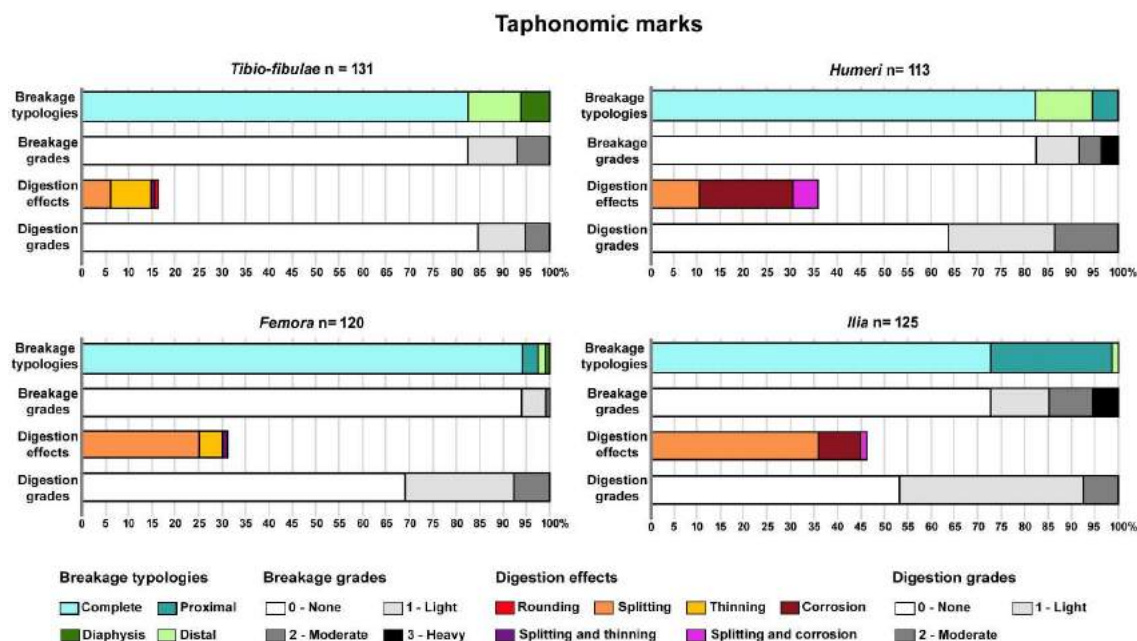 Taphonomic marks
Tibio-fibulae n = 131
Breakage
typologies
Breakage
grades
Digestion
effects
Digestion
grades
0 5 10 15 20 25 30 35 40 45 50 55 60 65 70 75 80 85 90 95 100%
Humeri n= 113
Breakage
typologies
Breakage
grades
Digestion
effects
Digestion
grades
0 5 10 15 20 25 30 35 45 45 50 55 60 65 70 75 80 85 90 95 100%
Femora n= 120
Breakage
typologies
Breakage
grades
Digestion
effects
Digestion
grades
0 5 10 15 20 25 30 35 40 45 50 55 60 65 70 75 80 85 90 95 100%
Ilia n= 125
Breakage
typologies
Breakage
grades
Digestion
effects
Digestion
grades
0 5 10 15 20 25 30 35 45 45 50 55 60 65 70 75 80 85 90 95 100%
Breakage typologies
Complete Proximal
Diaphysis Distal
Breakage grades
0 - None 1 - Light
2 - Moderate 3 - Heavy
Digestion effects
Rounding Splitting Thinning Corrosion
Splitting and thinning Splitting and corrosion
Digestion grades
0 - None 1 - Light
2 - Moderate